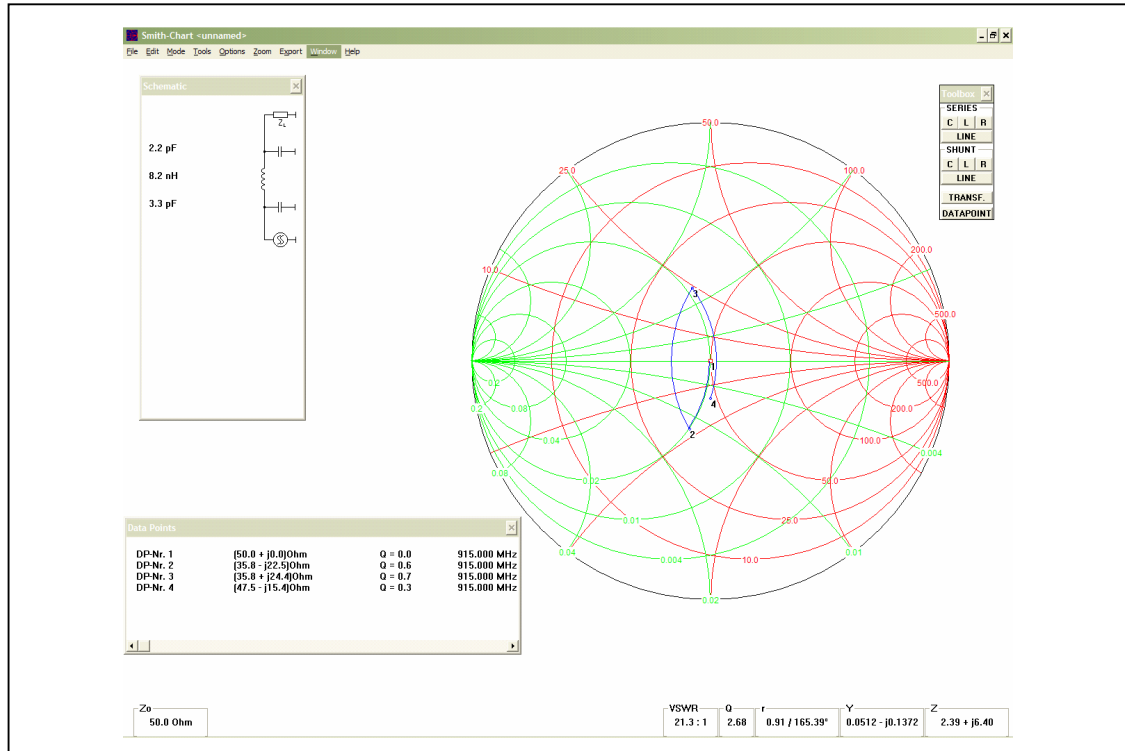 Smith-Chart <unnamed>
File Edit Mode Tools Options Zoom Export Window Help
Schematic
Z L
2.2 pF
8.2 nH
3.3 pF
Toolbox
SERIES
C L R
LINE
SHUNT
C L R
LINE
TRANSF.
DATAPOINT
50.0
25.0
100.0
10.0
200.0
500.0
3
1
4
2
0.2
500.0
0.2
0.08
200.0
0.04
100.0
0.004
0.08
0.02
50.0
0.01
25.0
0.04
0.004
10.0
0.01
0.02
Data Points
DP-Nr. 1 (50.0 + j0.0)Ohm Q = 0.0 915.000 MHz
DP-Nr. 2 (35.8 - j22.5)Ohm Q = 0.6 915.000 MHz
DP-Nr. 3 (35.8 + j24.4)Ohm Q = 0.7 915.000 MHz
DP-Nr. 4 (47.5 - j15.4)Ohm Q = 0.3 915.000 MHz
Zo
50.0 Ohm
VSWR
21.3 : 1
Q
2.68
r
0.91 / 165.39°
Y
0.0512 - j0.1372
Z
2.39 + j6.40